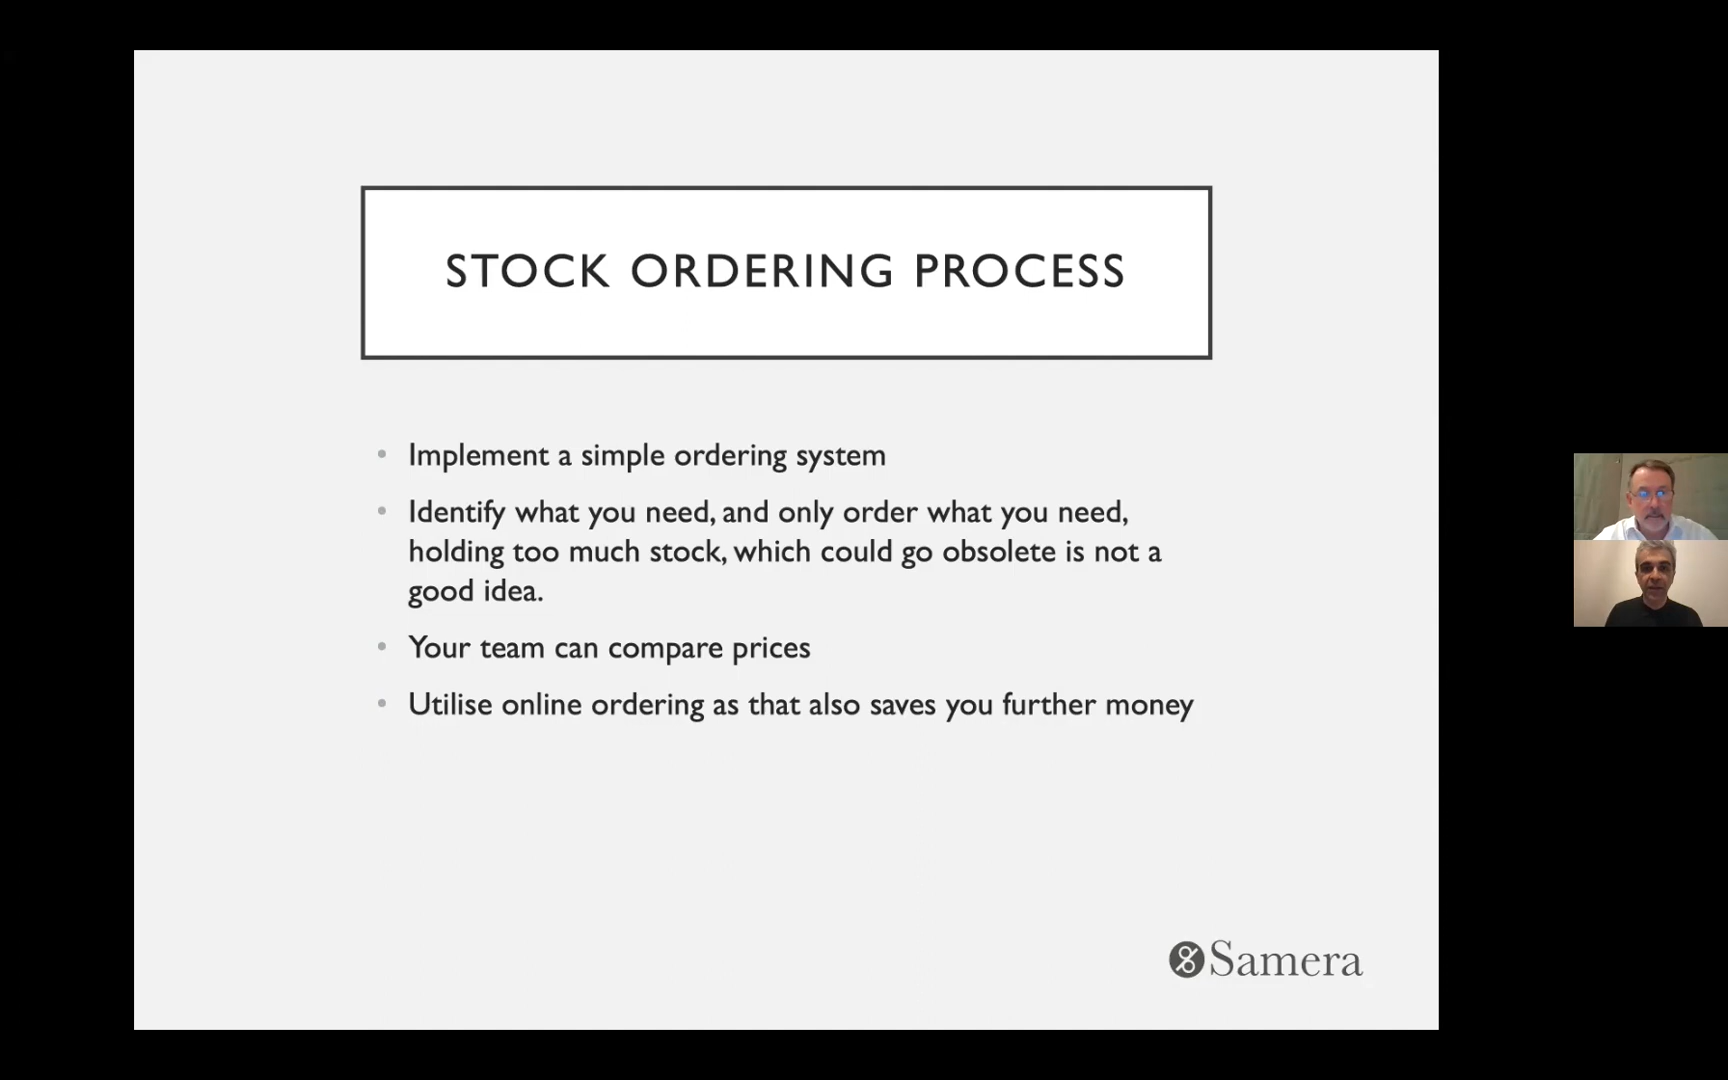 STOCK ORDERING PROCESS
• Implement a simple ordering system
• Identify what you need, and only order what you need,
holding too much stock, which could go obsolete is not a
good idea.
• Your team can compare prices
• Utilise online ordering as that also saves you further money
Samera